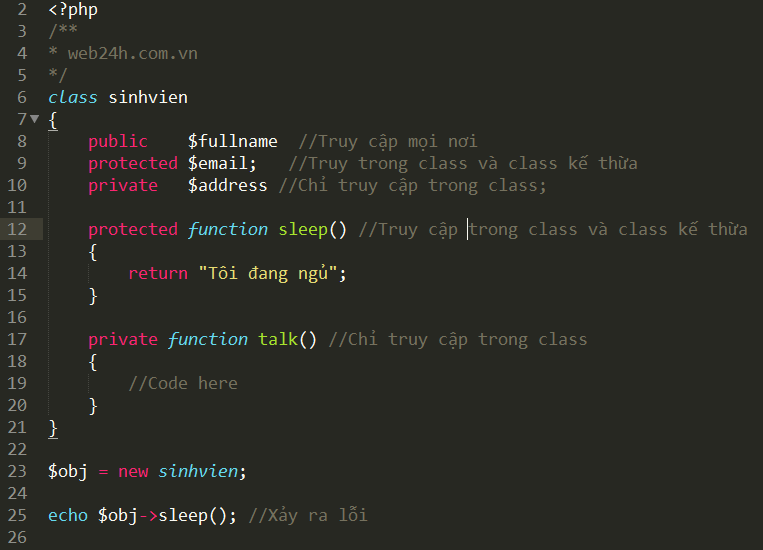 2 <?php
3 /**
4 * web24h.com.vn
5 */
6 class sinhvien
7 {
8 public $fullname //Truy cập mọi nơi
9 protected $email; //Truy trong class và class kế thừa
10 private $address //Chỉ truy cập trong class;
11
12 protected function sleep() //Truy cập trong class và class kế thừa
13 {
14 return "Tôi đang ngủ";
15 }
16
17 private function talk() //Chỉ truy cập trong class
18 {
19 //Code here
20 }
21 }
22
23 $obj = new sinhvien;
24
25 echo $obj->sleep(); //Xảy ra lỗi
26